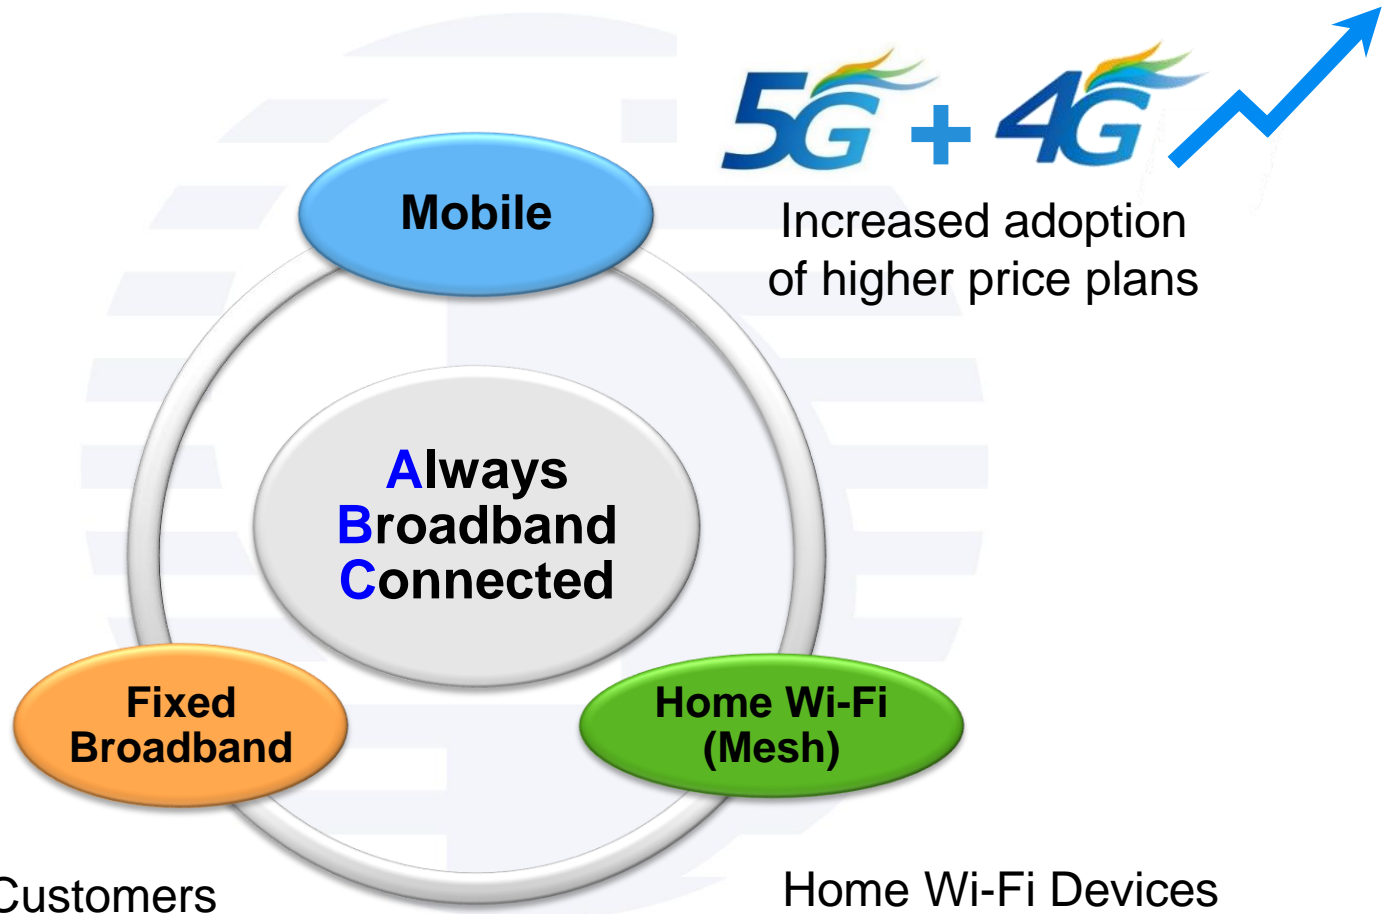 5G + 4G
Mobile
Increased adoption
of higher price plans
Always
Broadband
Connected
Fixed
Broadband
Home Wi-Fi
(Mesh)
Customers
Home Wi-Fi Devices